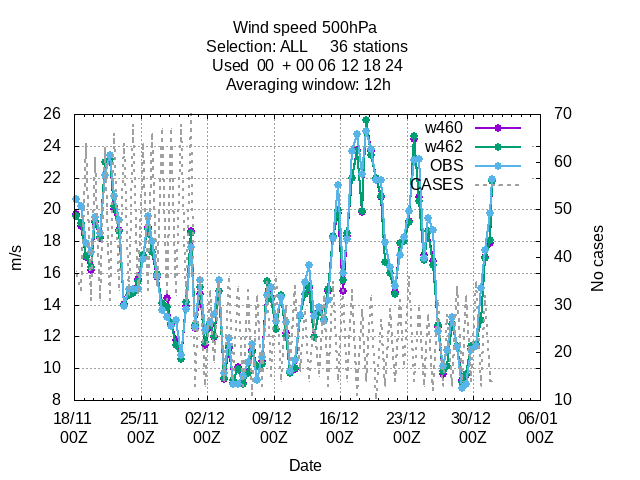 Wind speed 500hPa
Selection: ALL 36 stations
Used 00 + 00 06 12 18 24
Averaging window: 12h
26 70
w460
w462
OBS
CASES
24
22
20
18
16
14
12
10
8
60
50
40
30
20
10
m/s
No cases
18/11 25/11 02/12 09/12 16/12 23/12 30/12 06/01
00Z 00Z 00Z 00Z 00Z 00Z 00Z 00Z
Date